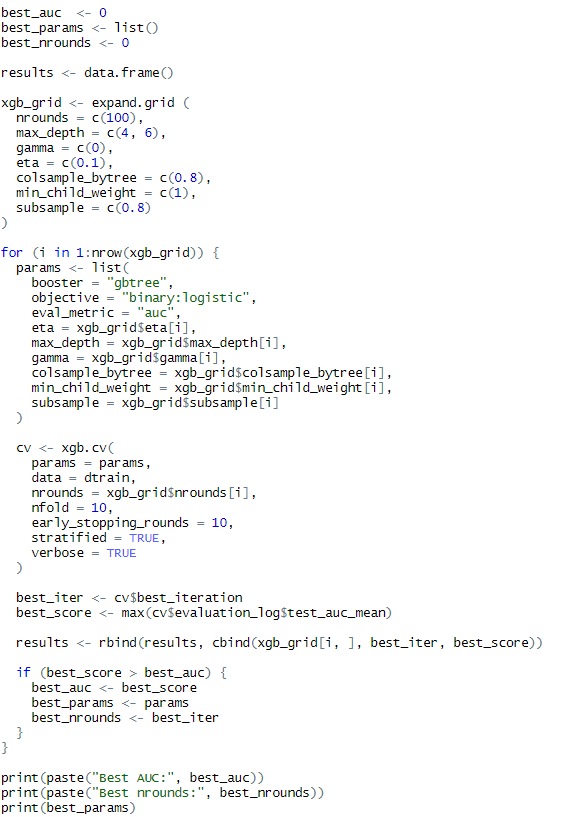 best_auc  <- 0
best_params <- list()
best_nrounds <- 0

results <- data.frame()

xgb_grid <- expand.grid (
  nrounds = c(100),
  max_depth = c(4, 6),
  gamma = c(0),
  eta = c(0.1),
  colsample_bytree = c(0.8),
  min_child_weight = c(1),
  subsample = c(0.8)
)

for (i in 1:nrow(xgb_grid)) {
  params <- list(
    booster = "gbtree",
    objective = "binary:logistic",
    eval_metric = "auc",
    eta = xgb_grid$eta[i],
    max_depth = xgb_grid$max_depth[i],
    gamma = xgb_grid$gamma[i],
    colsample_bytree = xgb_grid$colsample_bytree[i],
    min_child_weight = xgb_grid$min_child_weight[i],
    subsample = xgb_grid$subsample[i]
  )

  cv <- xgb.cv(
    params = params,
    data = dtrain,
    nrounds = xgb_grid$nrounds[i],
    nfold = 10,
    early_stopping_rounds = 10,
    stratified = TRUE,
    verbose = TRUE
  )

  best_iter <- cv$best_iteration
  best_score <- max(cv$evaluation_log$test_auc_mean)

  results <- rbind(results, cbind(xgb_grid[i, ], best_iter, best_score))

  if (best_score > best_auc) {
    best_auc <- best_score
    best_params <- params
    best_nrounds <- best_iter
  }
}

print(paste("Best AUC:", best_auc))
print(paste("Best nrounds:", best_nrounds))
print(best_params)